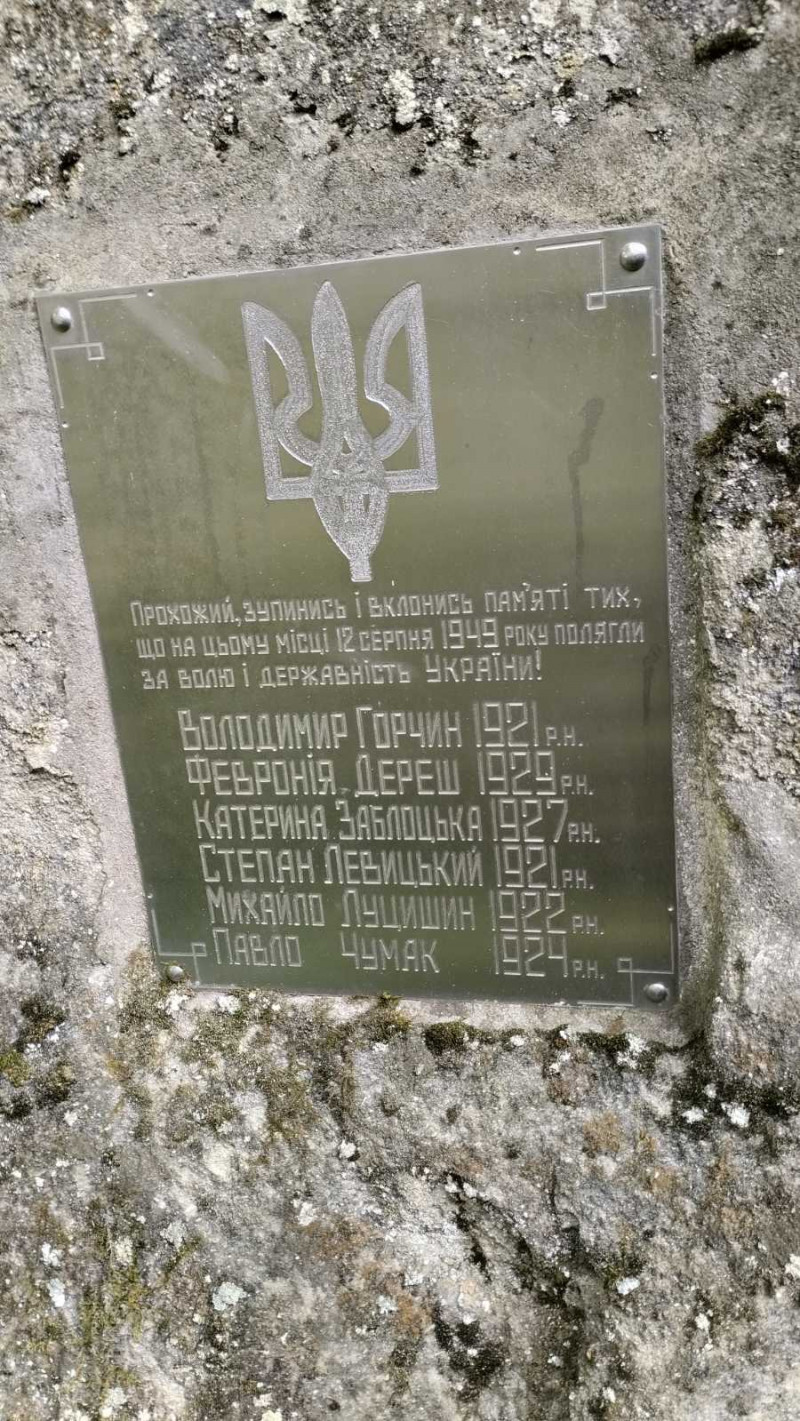 Прохожий, зупинись і вклонись пам'яті тих,
що на цьому місці 12 серпня 1949 року полягли
за волю і державність України!
Володимир Горчин 1921 р.н.
Февронія Дереш 1929 р.н.
Катерина Заблоцька 1927 р.н.
Степан Левицький 1921 р.н.
Михайло Луцишин 1922 р.н.
Павло Чумак 1924 р.н.